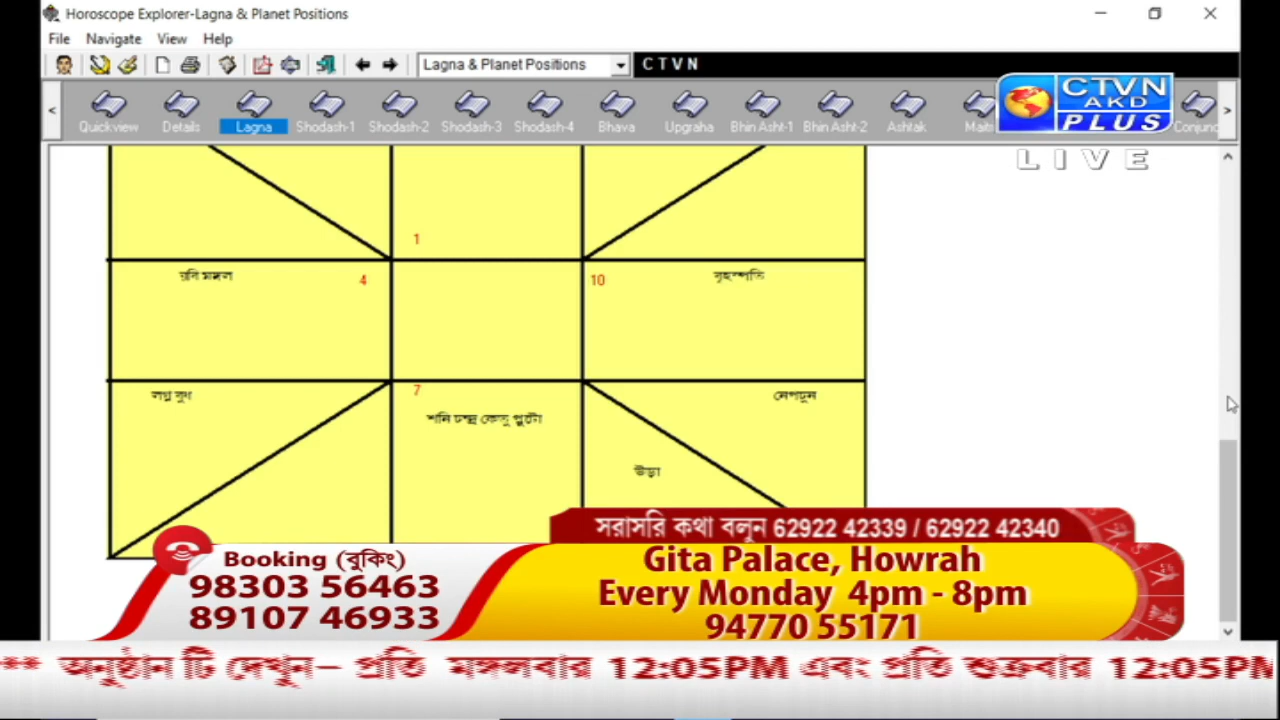 Horoscope Explorer-Lagna & Planet Positions
File Navigate View Help
Lagna & Planet Positions
CTVN
Quickview Details Lagna Shodash-1 Shodash-2 Shodash-3 Shodash-4 Bhava Upgraha Bhin Asht-1 Bhin Asht-2 Ashtak Conjunc
CTVN
AKD
PLUS
LIVE
1
রবি মঙ্গল
4
10
বৃহস্পতি
লগ্ন বুধ
7
নেপচুন
শনি চন্দ্র কেতু প্লুটো
সরাসরি কথা বলুন 62922 42339 / 62922 42340
Booking (বুকিং)
98303 56463
89107 46933
Gita Palace, Howrah
Every Monday 4pm - 8pm
94770 55171
** অনুষ্ঠান টি দেখুন– প্রতি মঙ্গলবার 12:05PM এবং প্রতি শুক্রবার 12:05PM